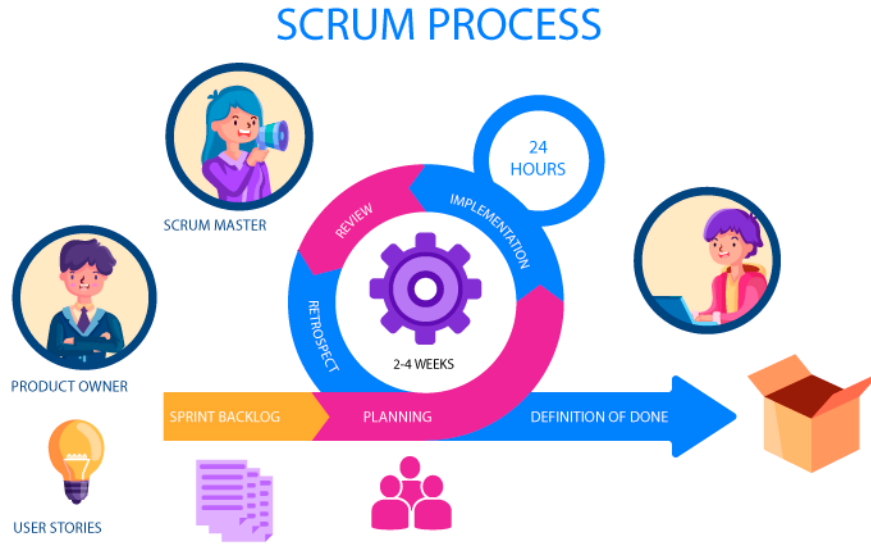 SCRUM PROCESS
SCRUM MASTER
24
HOURS
REVIEW
IMPLEMENTATION
RETROSPECT
2-4 WEEKS
PRODUCT OWNER
SPRINT BACKLOG
PLANNING
DEFINITION OF DONE
USER STORIES